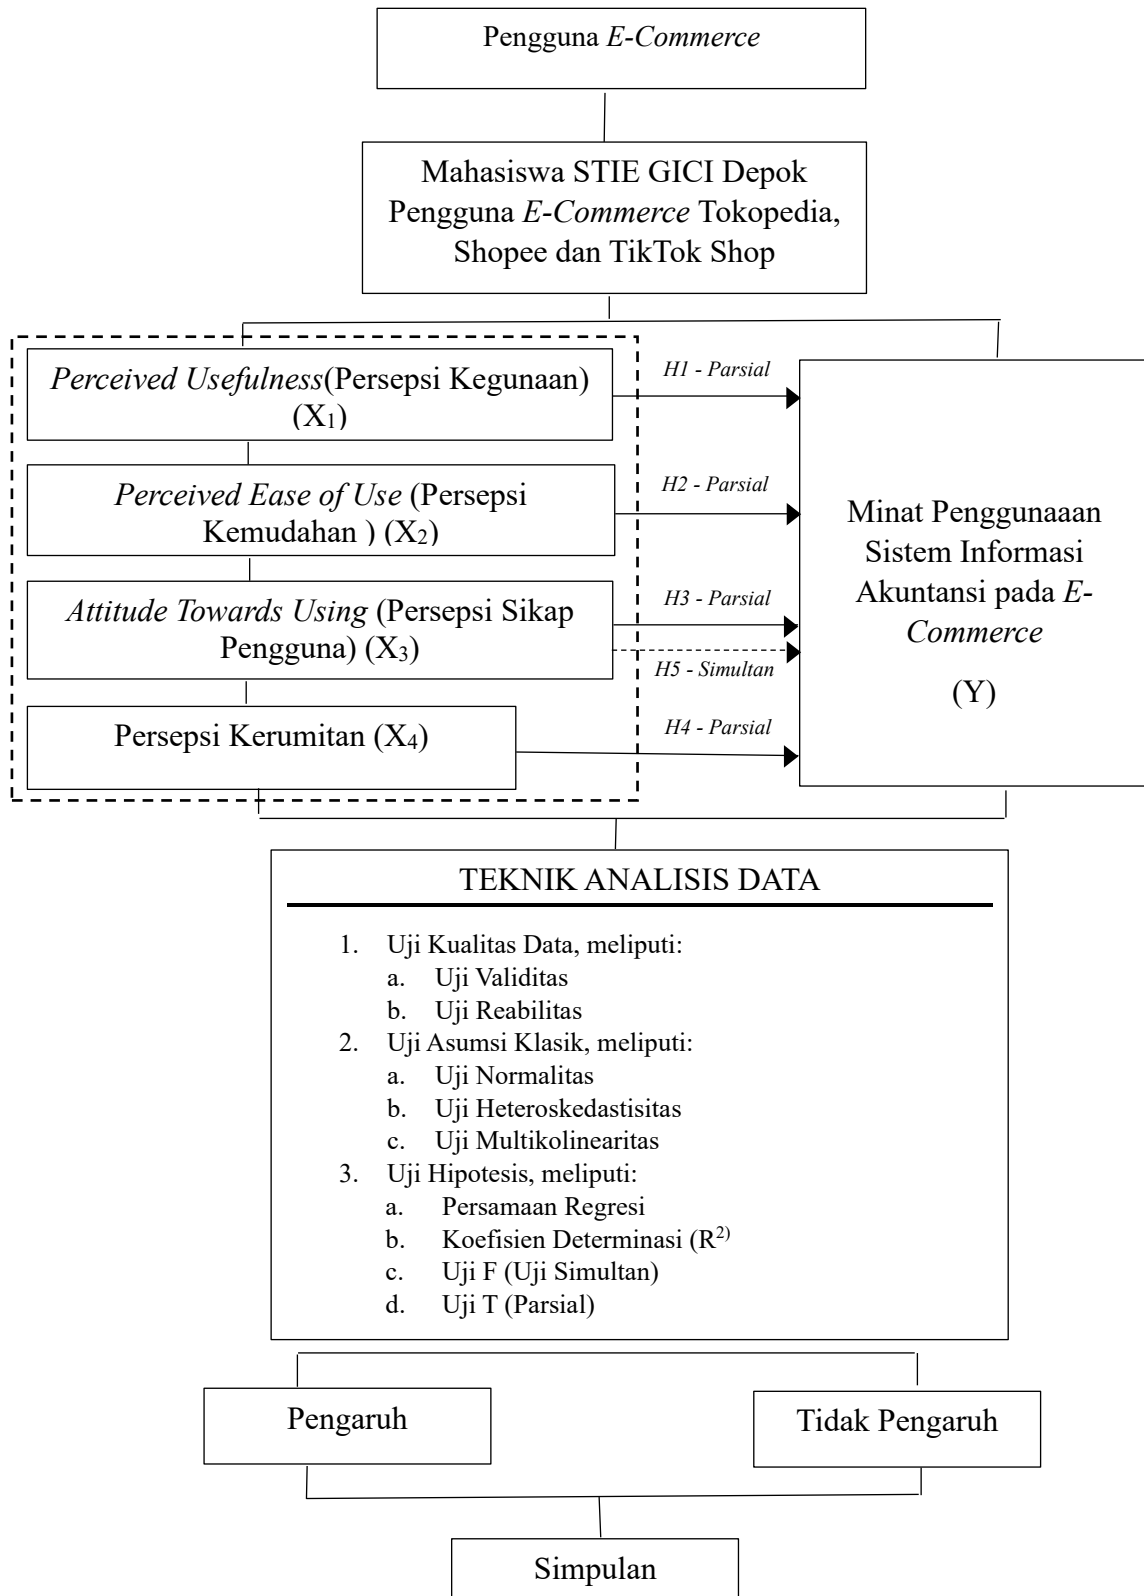 Pengguna E-Commerce
Mahasiswa STIE GICI Depok
Pengguna E-Commerce Tokopedia,
Shopee dan TikTok Shop
Perceived Usefulness(Persepsi Kegunaan)
(X1)
H1 - Parsial
Perceived Ease of Use (Persepsi
Kemudahan ) (X2)
H2 - Parsial
Attitude Towards Using (Persepsi Sikap
Pengguna) (X3)
H3 - Parsial
H5 - Simultan
Persepsi Kerumitan (X4)
H4 - Parsial
Minat Penggunaaan
Sistem Informasi
Akuntansi pada E-
Commerce
(Y)
TEKNIK ANALISIS DATA
1. Uji Kualitas Data, meliputi:
a. Uji Validitas
b. Uji Reabilitas
2. Uji Asumsi Klasik, meliputi:
a. Uji Normalitas
b. Uji Heteroskedastisitas
c. Uji Multikolinearitas
3. Uji Hipotesis, meliputi:
a. Persamaan Regresi
b. Koefisien Determinasi (R2)
c. Uji F (Uji Simultan)
d. Uji T (Parsial)
Pengaruh
Tidak Pengaruh
Simpulan